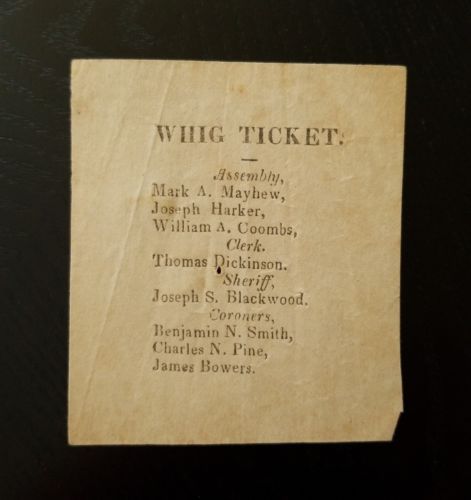 WHIG TICKET.
Assembly,
Mark A. Mayhew,
Joseph Harker,
William A. Coombs,
Clerk.
Thomas Dickinson.
Sheriff,
Joseph S. Blackwood.
Coroners,
Benjamin N. Smith,
Charles N. Pine,
James Bowers.